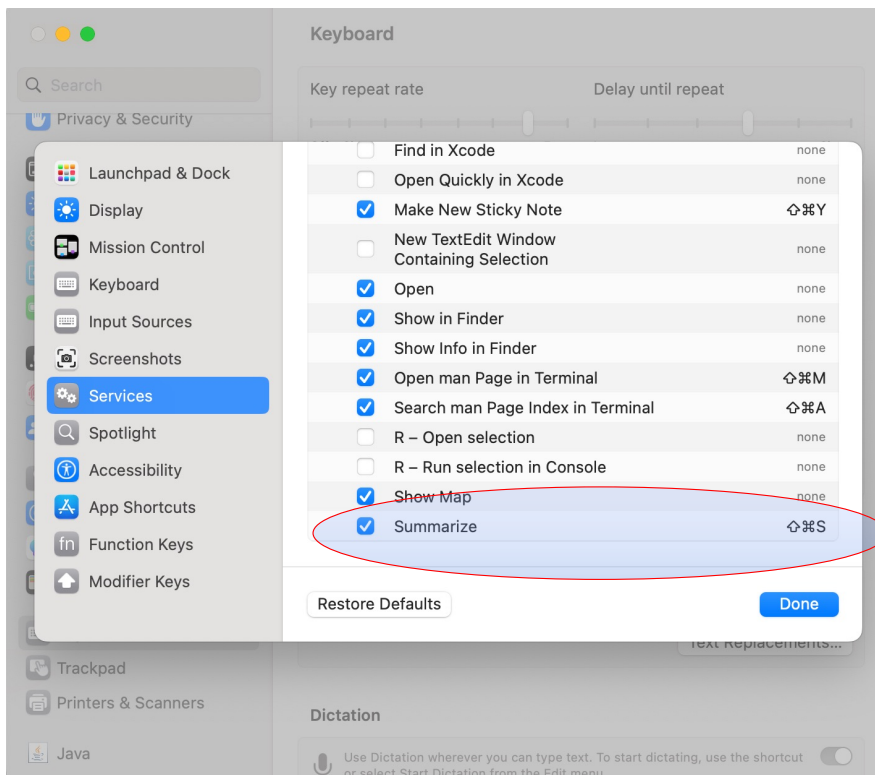 Keyboard
Search
Key repeat rate
Delay until repeat
Privacy & Security
Launchpad & Dock
Display
Mission Control
Keyboard
Input Sources
Screenshots
Services
Spotlight
Accessibility
App Shortcuts
fn Function Keys
Modifier Keys
Find in Xcode none
Open Quickly in Xcode none
Make New Sticky Note ⇧⌘Y
New TextEdit Window
Containing Selection none
Open none
Show in Finder none
Show Info in Finder none
Open man Page in Terminal ⇧⌘M
Search man Page Index in Terminal ⇧⌘A
R – Open selection none
R – Run selection in Console none
Show Map none
Summarize ⇧⌘S
Restore Defaults
Done
Text Replacements...
Trackpad
Printers & Scanners
Java
Dictation
Use Dictation wherever you can type text. To start dictating, use the shortcut
or select Start Dictation from the Edit menu.